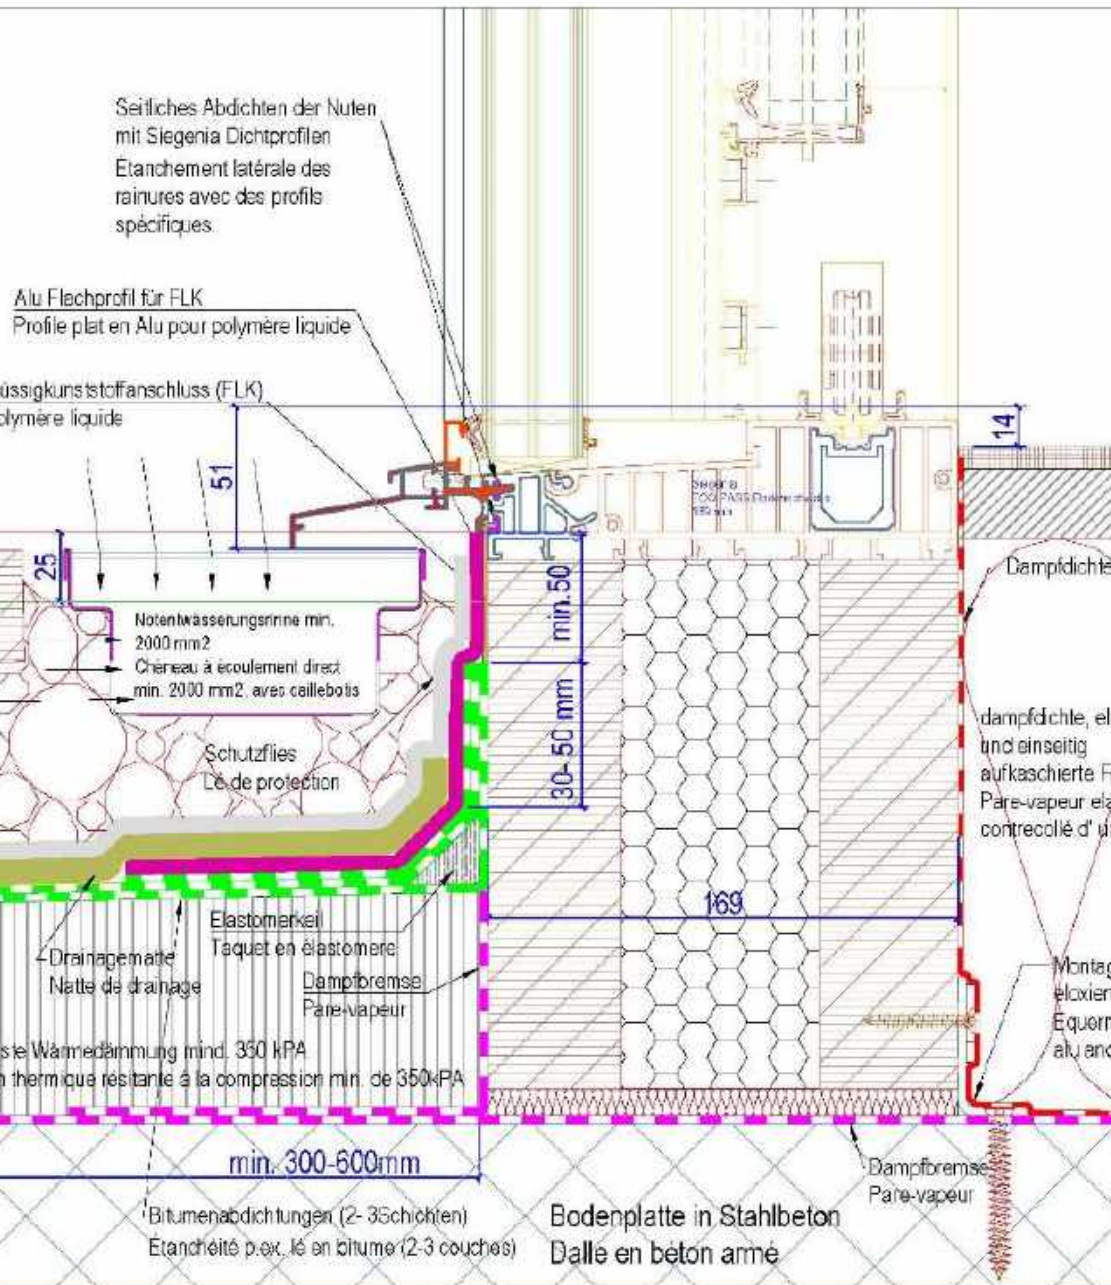 Seitliches Abdichten der Nuten
mit Siegenia Dichtprofilen
Étanchement latérale des
rainures avec des profils
spécifiques
Alu Flachprofil für FLK
Profile plat en Alu pour polymère liquide
üssigkunststoffanschluss (FLK)
olymère liquide
51
14
25
Notentwässerungsrinne min.
2000 mm2
Chéneau à écoulement direct
min. 2000 mm2, avec caillebotis
min.50
30-50 mm
Schutzflies
Lé de protection
Dampfdichte
dampfdichte, el
und einseitig
aufkaschierte F
Pare-vapeur ela
contrecollé d' u
169
Elastomerkeil
Taquet en élastomere
Drainagematte
Natte de drainage
Dampfbremse
Pare-vapeur
Montag
eloxier
Equerr
alu ano
ste Wärmedämmung mind. 350 kPA
n thermique résitante à la compression min. de 350kPA
min. 300-600mm
Dampfbremse
Pare-vapeur
Bitumenabdichtungen (2- 3Schichten)
Étanchéité p.ex. lé en bitume (2-3 couches)
Bodenplatte in Stahlbeton
Dalle en béton armé